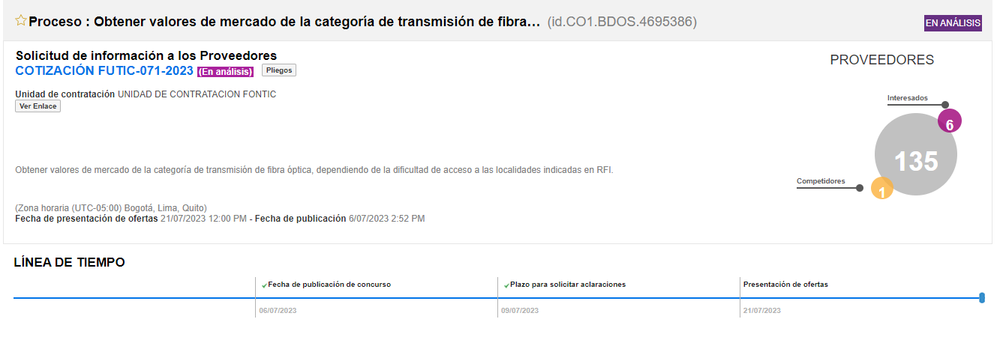 Proceso : Obtener valores de mercado de la categoría de transmisión de fibra… (id.CO1.BDOS.4695386)
EN ANÁLISIS
Solicitud de información a los Proveedores
COTIZACIÓN FUTIC-071-2023 (En análisis) Pliegos
Unidad de contratación UNIDAD DE CONTRATACION FONTIC
Ver Enlace
Obtener valores de mercado de la categoría de transmisión de fibra óptica, dependiendo de la dificultad de acceso a las localidades indicadas en RFI.
(Zona horaria (UTC-05:00) Bogotá, Lima, Quito)
Fecha de presentación de ofertas 21/07/2023 12:00 PM - Fecha de publicación 6/07/2023 2:52 PM
PROVEEDORES
Interesados
6
135
Competidores
1
LÍNEA DE TIEMPO
Fecha de publicación de concurso
06/07/2023
Plazo para solicitar aclaraciones
09/07/2023
Presentación de ofertas
21/07/2023